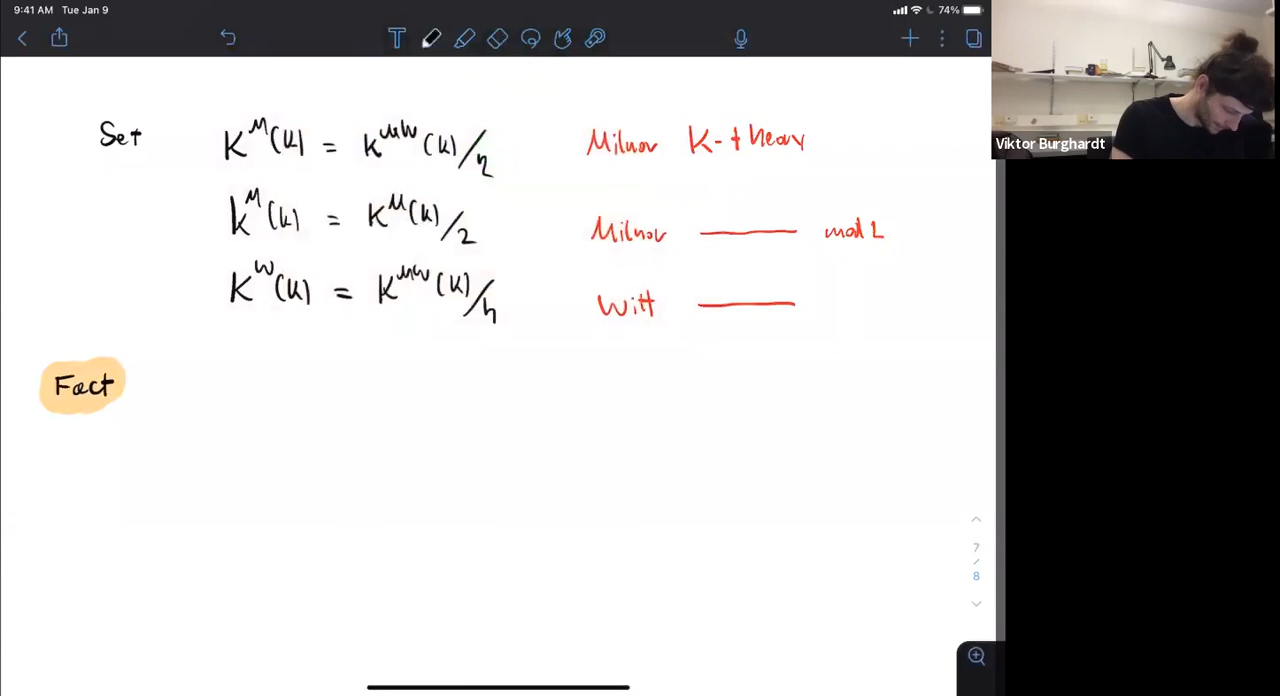 9:41 AM Tue Jan 9
74%
Viktor Burghardt
Set K^M(k) = K^MW(k)/η Milnor K-theory
k^M(k) = K^M(k)/2 Milnor —— mod 2
K^W(k) = K^MW(k)/h Witt ——
Fact
7
/
8